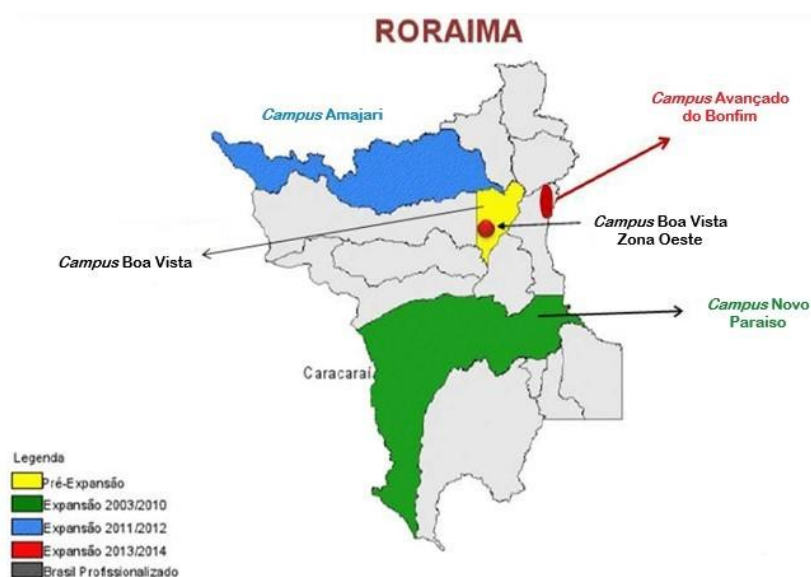 RORAIMA
Campus Amajari
Campus Avançado
do Bonfim
Campus Boa Vista
Zona Oeste
Campus Boa Vista
Campus Novo
Paraiso
Caracaraí
Legenda
Pré-Expansão
Expansão 2003/2010
Expansão 2011/2012
Expansão 2013/2014
Brasil Profissionalizado